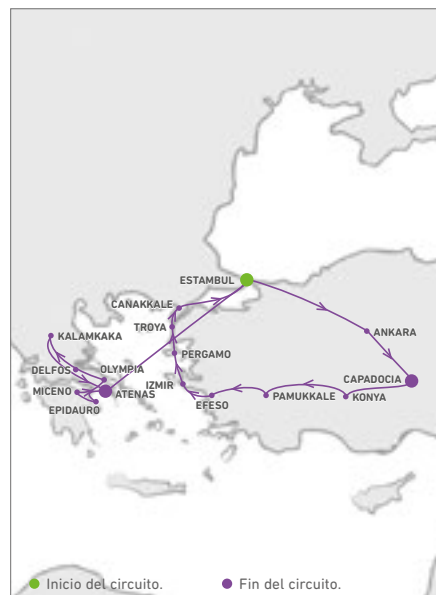 ESTAMBUL
CANAKKALE
TROYA
ANKARA
KALAMKAKA
PERGAMO
DELFOS
OLYMPIA
CAPADOCIA
MICENO
ATENAS
IZMIR
EPIDAURO
EFESO
PAMUKKALE
KONYA
Inicio del circuito.
Fin del circuito.